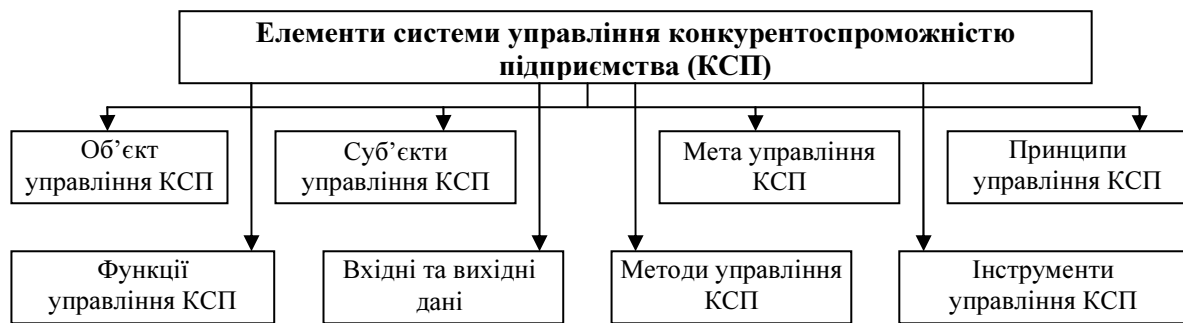 Елементи системи управління конкурентоспроможністю
підприємства (КСП)
Об’єкт
управління КСП
Суб’єкти
управління КСП
Мета управління
КСП
Принципи
управління КСП
Функції
управління КСП
Вхідні та вихідні
дані
Методи управління
КСП
Інструменти
управління КСП